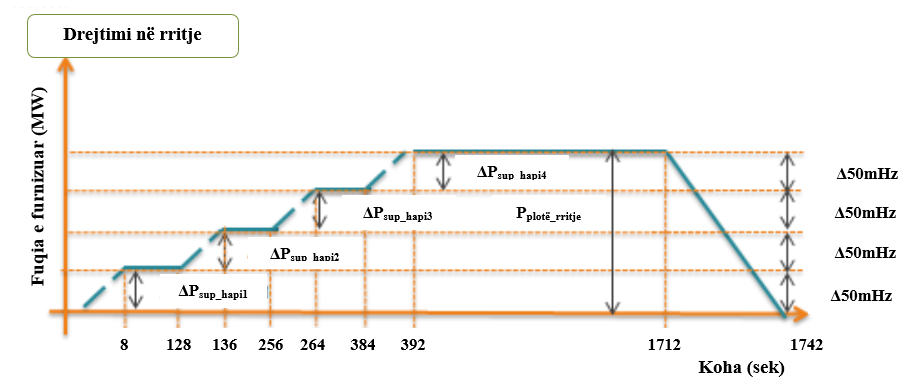 Drejtimi në rritje
Fuqia e furnizuar (MW)
ΔPsup_hapi4
Δ50mHz
ΔPsup_hapi3
Pplotë_rritje
Δ50mHz
ΔPsup_hapi2
Δ50mHz
ΔPsup_hapi1
Δ50mHz
8 128 136 256 264 384 392 1712 1742
Koha (sek)